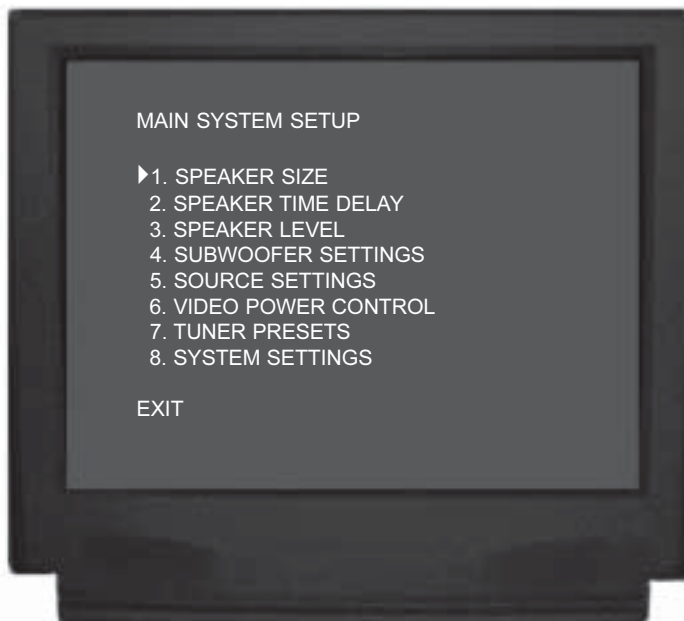 MAIN SYSTEM SETUP
1. SPEAKER SIZE
2. SPEAKER TIME DELAY
3. SPEAKER LEVEL
4. SUBWOOFER SETTINGS
5. SOURCE SETTINGS
6. VIDEO POWER CONTROL
7. TUNER PRESETS
8. SYSTEM SETTINGS
EXIT